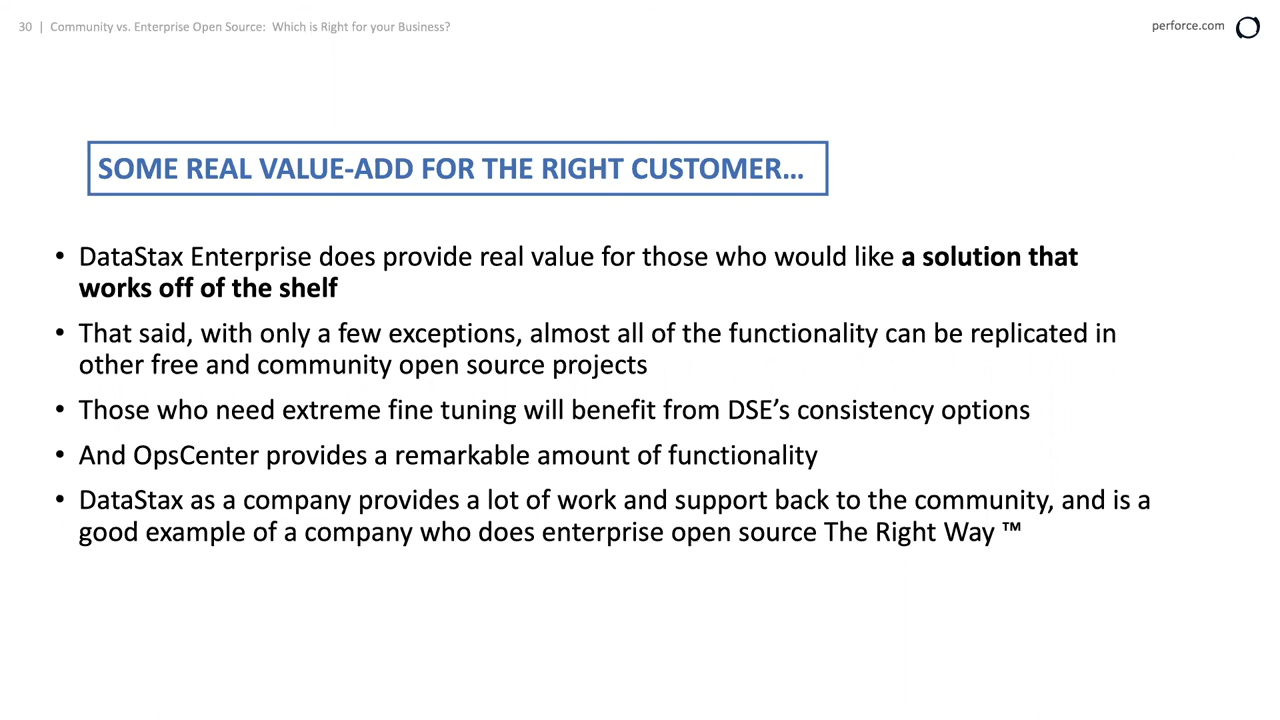 30 | Community vs. Enterprise Open Source: Which is Right for your Business?
perforce.com
SOME REAL VALUE-ADD FOR THE RIGHT CUSTOMER...
• DataStax Enterprise does provide real value for those who would like a solution that
works off of the shelf
• That said, with only a few exceptions, almost all of the functionality can be replicated in
other free and community open source projects
• Those who need extreme fine tuning will benefit from DSE’s consistency options
• And OpsCenter provides a remarkable amount of functionality
• DataStax as a company provides a lot of work and support back to the community, and is a
good example of a company who does enterprise open source The Right Way ™